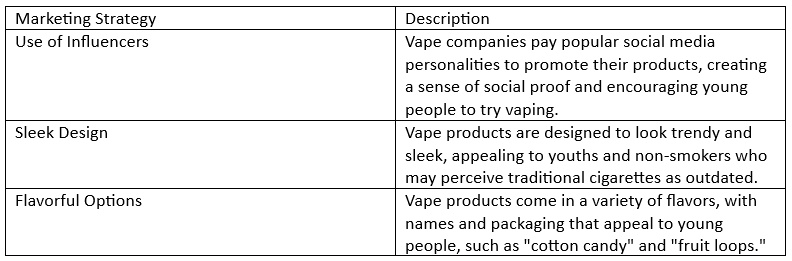 Marketing Strategy Description
Use of Influencers Vape companies pay popular social media
personalities to promote their products, creating
a sense of social proof and encouraging young
people to try vaping.
Sleek Design Vape products are designed to look trendy and
sleek, appealing to youths and non-smokers who
may perceive traditional cigarettes as outdated.
Flavorful Options Vape products come in a variety of flavors, with
names and packaging that appeal to young
people, such as "cotton candy" and "fruit loops."